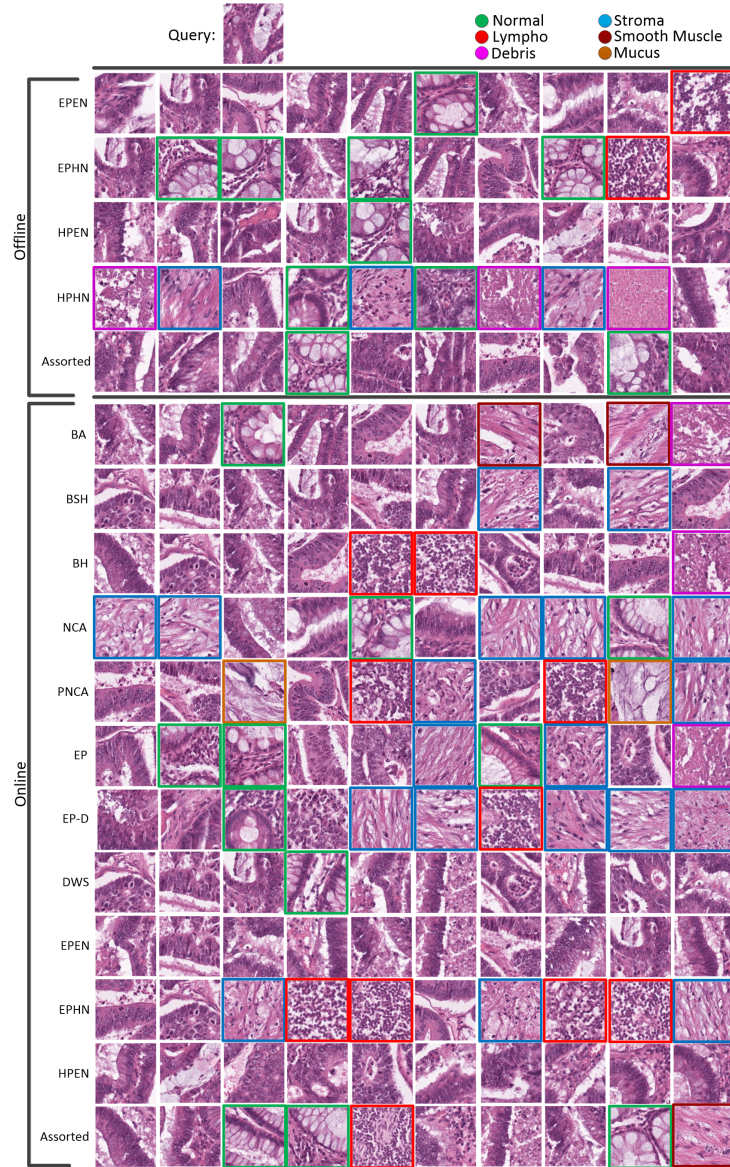 Query:
Normal
Stroma
Lympho
Smooth Muscle
Debris
Mucus
Offline
EPEN
EPHN
HPEN
HPHN
Assorted
Online
BA
BSH
BH
NCA
PNCA
EP
EP-D
DWS
EPEN
EPHN
HPEN
Assorted